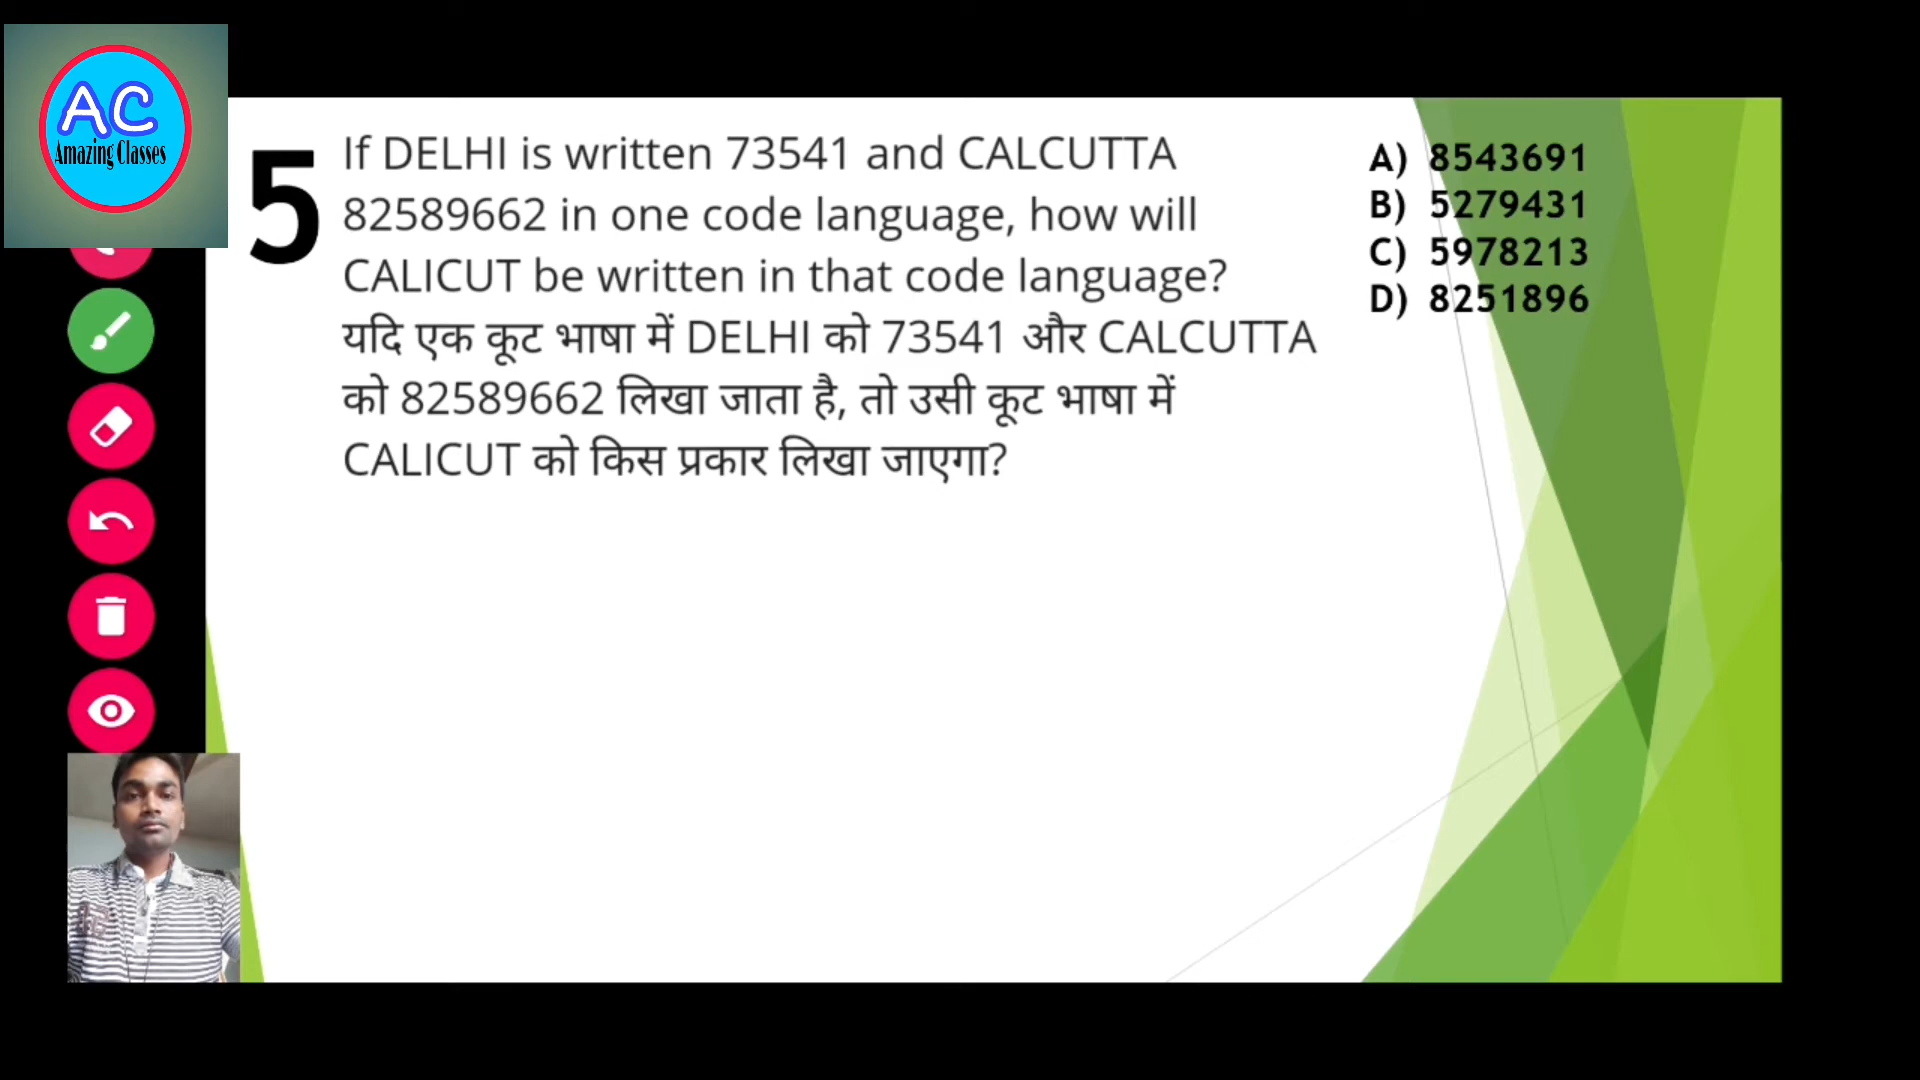 AC
Amazing Classes
5
If DELHI is written 73541 and CALCUTTA
82589662 in one code language, how will
CALICUT be written in that code language?
यदि एक कूट भाषा में DELHI को 73541 और CALCUTTA
को 82589662 लिखा जाता है, तो उसी कूट भाषा में
CALICUT को किस प्रकार लिखा जाएगा?
A) 8543691
B) 5279431
C) 5978213
D) 8251896